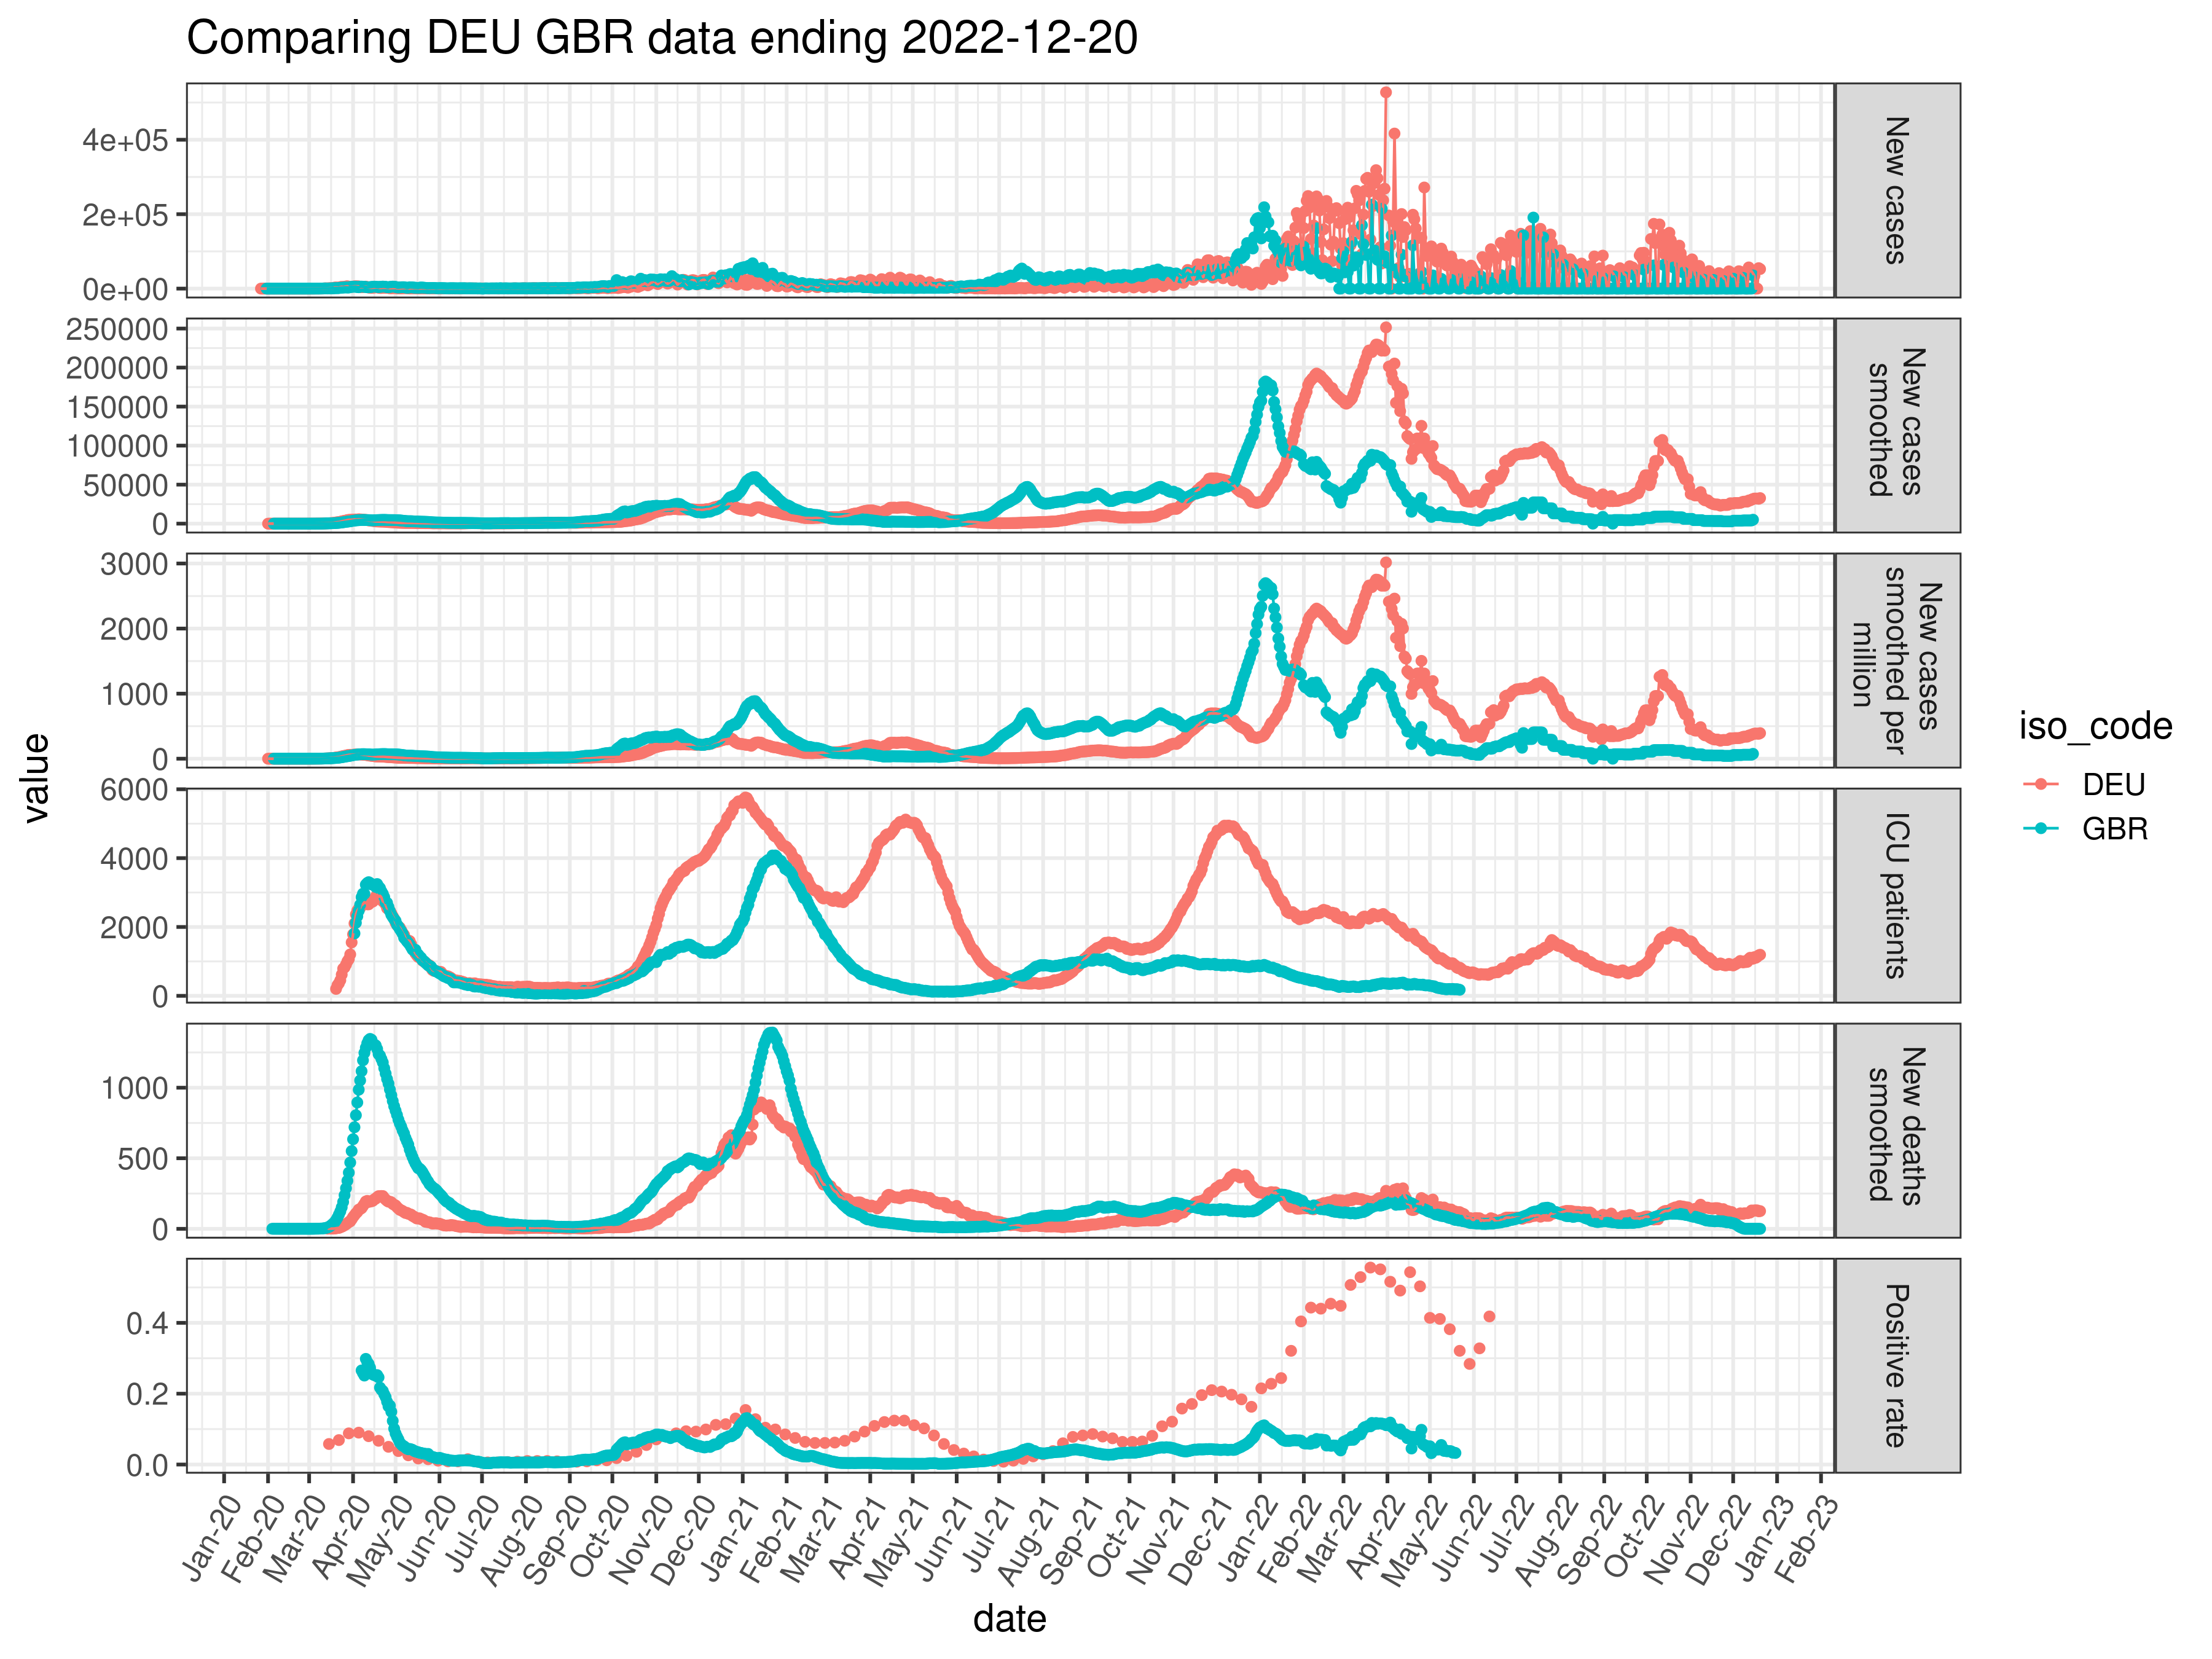 Comparing DEU GBR data ending 2022-12-20
value
4e+05
2e+05
0e+00
New cases
250000
200000
150000
100000
50000
0
New cases
smoothed
3000
2000
1000
0
New cases
smoothed per
million
6000
4000
2000
0
ICU patients
1000
500
0
New deaths
smoothed
0.4
0.2
0.0
Positive rate
Jan-20
Feb-20
Mar-20
Apr-20
May-20
Jun-20
Jul-20
Aug-20
Sep-20
Oct-20
Nov-20
Dec-20
Jan-21
Feb-21
Mar-21
Apr-21
May-21
Jun-21
Jul-21
Aug-21
Sep-21
Oct-21
Nov-21
Dec-21
Jan-22
Feb-22
Mar-22
Apr-22
May-22
Jun-22
Jul-22
Aug-22
Sep-22
Oct-22
Nov-22
Dec-22
Jan-23
Feb-23
date
iso_code
DEU
GBR